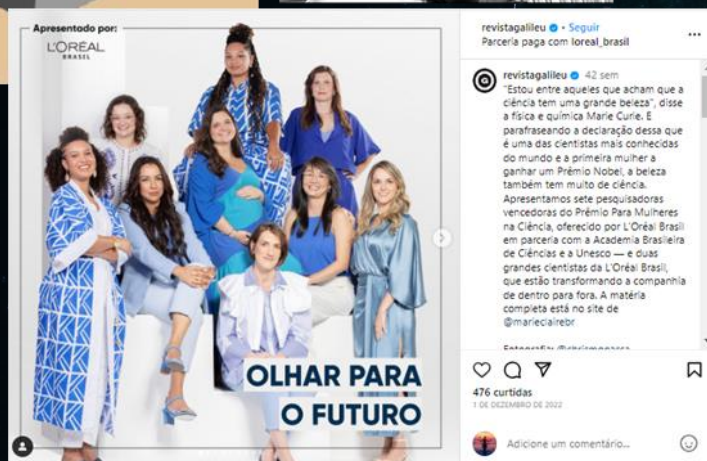 Apresentado por:
L'ORÉAL
BRASIL
OLHAR PARA
O FUTURO
revistagalileu • Seguir
Parceria paga com loreal_brasil
revistagalileu 42 sem
"Estou entre aqueles que acham que a
ciência tem uma grande beleza", disse
a física e química Marie Curie. E
parafraseando a declaração dessa que
é uma das cientistas mais conhecidas
do mundo e a primeira mulher a
ganhar um Prêmio Nobel, a beleza
também tem muito de ciência.
Apresentamos sete pesquisadoras
vencedoras do Prêmio Para Mulheres
na Ciência, oferecido por L'Oréal Brasil
em parceria com a Academia Brasileira
de Ciências e a Unesco — e duas
grandes cientistas da L'Oréal Brasil,
que estão transformando a companhia
de dentro para fora. A matéria
completa está no site de
@marieclairebr
476 curtidas
1 DE DEZEMBRO DE 2022
Adicione um comentário...